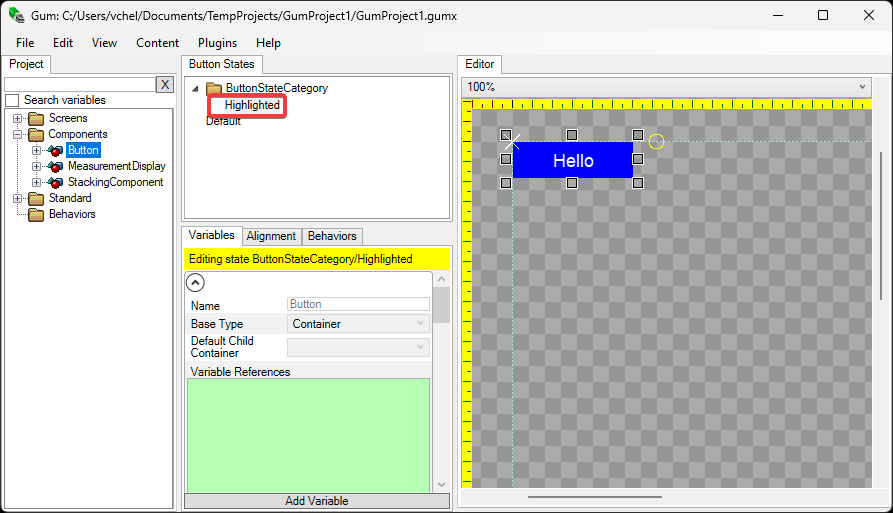 Gum: C:/Users/vchel/Documents/TempProjects/GumProject1/GumProject1.gumx
File Edit View Content Plugins Help
Project
X
Search variables
Screens
Components
Button
MeasurementDisplay
StackingComponent
Standard
Behaviors
Button States
ButtonStateCategory
Highlighted
Default
Variables Alignment Behaviors
Editing state ButtonStateCategory/Highlighted
Name Button
Base Type Container
Default Child
Container
Variable References
Add Variable
Editor
100%
Hello